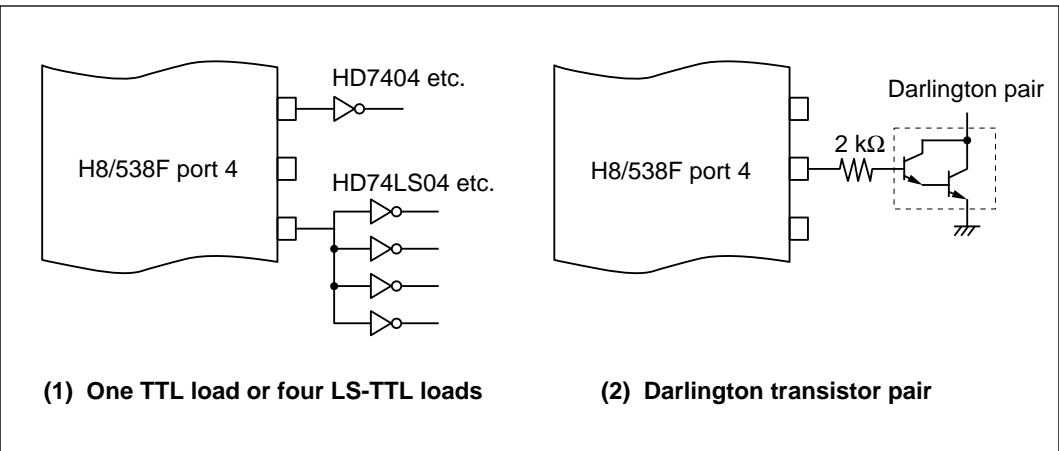 HD7404 etc.
H8/538F port 4
HD74LS04 etc.
(1) One TTL load or four LS-TTL loads
Darlington pair
2 kΩ
H8/538F port 4
(2) Darlington transistor pair